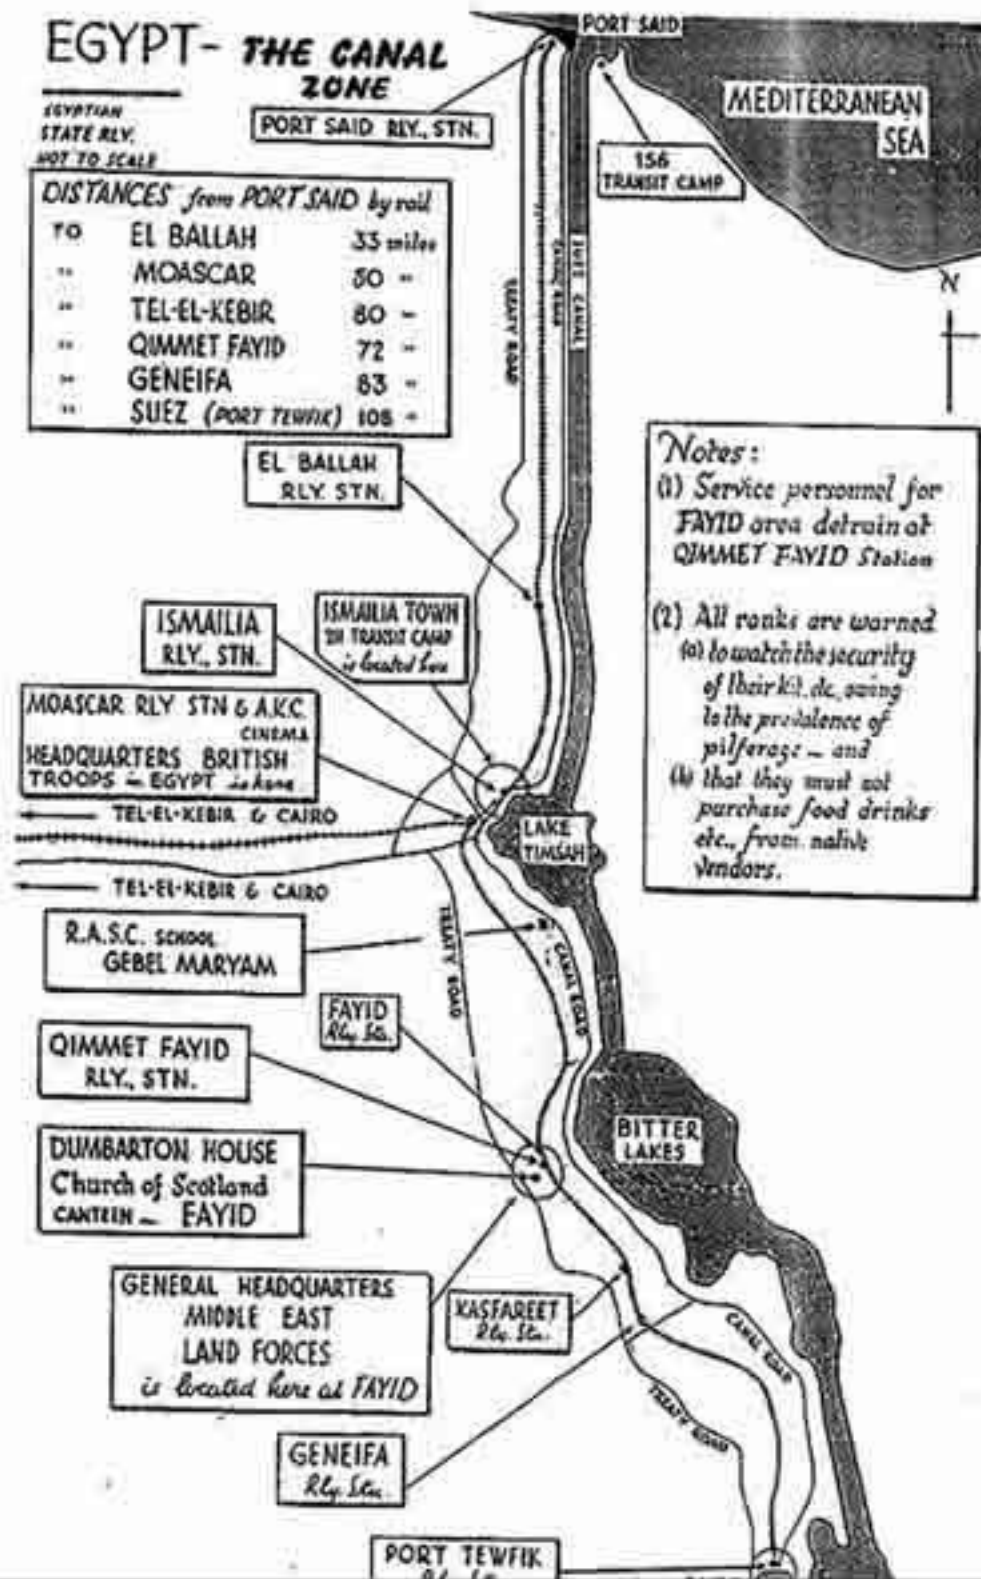 EGYPT - THE CANAL
ZONE
EGYPTIAN
STATE RLY.
NOT TO SCALE
PORT SAID
PORT SAID RLY., STN.
MEDITERRANEAN
SEA
156
TRANSIT CAMP
DISTANCES from PORT SAID by rail
TO EL BALLAH 33 miles
" MOASCAR 50 "
" TEL-EL-KEBIR 80 "
" QIMMET FAYID 72 "
" GENEIFA 83 "
" SUEZ (PORT TEWFIK) 108 "
TREATY ROAD
CANAL ROAD
SUEZ CANAL
N
EL BALLAH
RLY. STN.
Notes:
(1) Service personnel for
FAYID area detrain at
QIMMET FAYID Station
(2) All ranks are warned
(a) to watch the security
of their kit, etc, owing
to the prevalence of
pilferage - and
(b) that they must not
purchase food drinks
etc., from native
vendors.
ISMAILIA
RLY., STN.
ISMAILIA TOWN
TRANSIT CAMP
is located here
MOASCAR RLY STN & A.K.C.
CINEMA
HEADQUARTERS BRITISH
TROOPS in EGYPT is here
TEL-EL-KEBIR & CAIRO
TEL-EL-KEBIR & CAIRO
LAKE
TIMSAH
R.A.S.C. SCHOOL
GEBEL MARYAM
TREATY ROAD
CANAL ROAD
FAYID
Rly. Stn.
QIMMET FAYID
RLY., STN.
DUMBARTON HOUSE
Church of Scotland
CANTEEN - FAYID
BITTER
LAKES
GENERAL HEADQUARTERS
MIDDLE EAST
LAND FORCES
is located here at FAYID
KASFAREET
Rly. Stn.
CANAL ROAD
TREATY ROAD
GENEIFA
Rly. Stn.
PORT TEWFIK